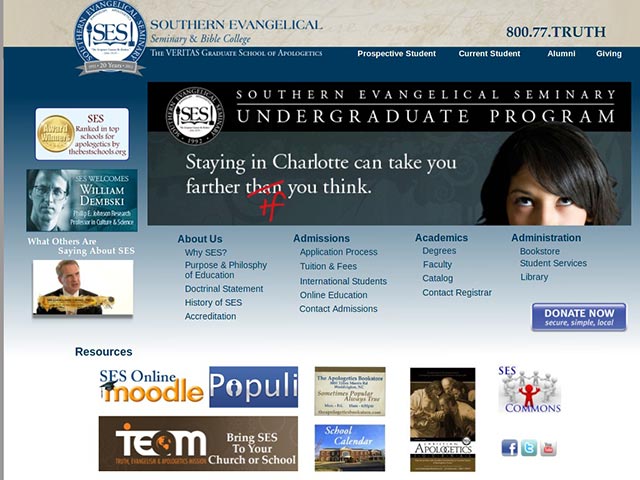 SOUTHERN EVANGELICAL SEMINARY
SES
1992 • 20 Years • 2012
SOUTHERN EVANGELICAL
Seminary & Bible College
The VERITAS Graduate School of Apologetics
800.77.TRUTH
Prospective Student
Current Student
Alumni
Giving
Award Winners
SES
Ranked in top
schools for
apologetics by
thebestschools.org
SES WELCOMES
WILLIAM
DEMBSKI
Phillip E. Johnson Research
Professor in Culture & Science
What Others Are
Saying About SES
SES
1992
SOUTHERN EVANGELICAL SEMINARY
UNDERGRADUATE PROGRAM
Staying in Charlotte can take you
farther than you think.
if
About Us
Why SES?
Purpose & Philosphy
of Education
Doctrinal Statement
History of SES
Accreditation
Admissions
Application Process
Tuition & Fees
International Students
Online Education
Contact Admissions
Academics
Degrees
Faculty
Catalog
Contact Registrar
Administration
Bookstore
Student Services
Library
DONATE NOW
secure, simple, local
Resources
SES Online
moodle
Populi
The Apologetics Bookstore
Sometimes Popular
Always True
theapologeticsbookstore.com
CHRISTIAN
APOLOGETICS
JOURNAL
SES
COMMONS
TEAM
TRUTH, EVANGELISM & APOLOGETICS MISSION
Bring SES
To Your
Church or School
School
Calendar
f
t
You
Tube